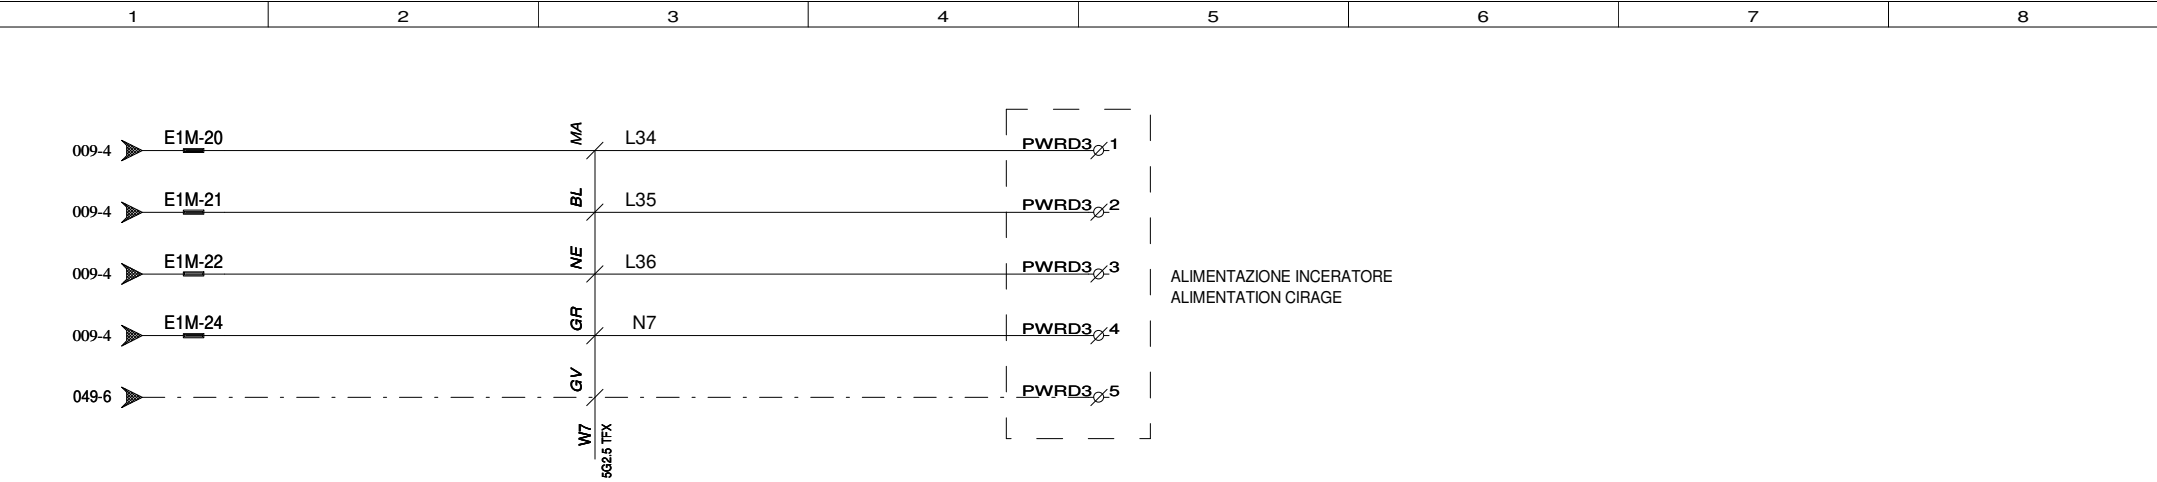 1 2 3 4 5 6 7 8
009-4 E1M-20 MA L34 PWRD3 1
009-4 E1M-21 BL L35 PWRD3 2
009-4 E1M-22 NE L36 PWRD3 3
ALIMENTAZIONE INCERATORE
ALIMENTATION CIRAGE
009-4 E1M-24 GR N7 PWRD3 4
049-6 GV PWRD3 5
W7
5G2.5 TFX